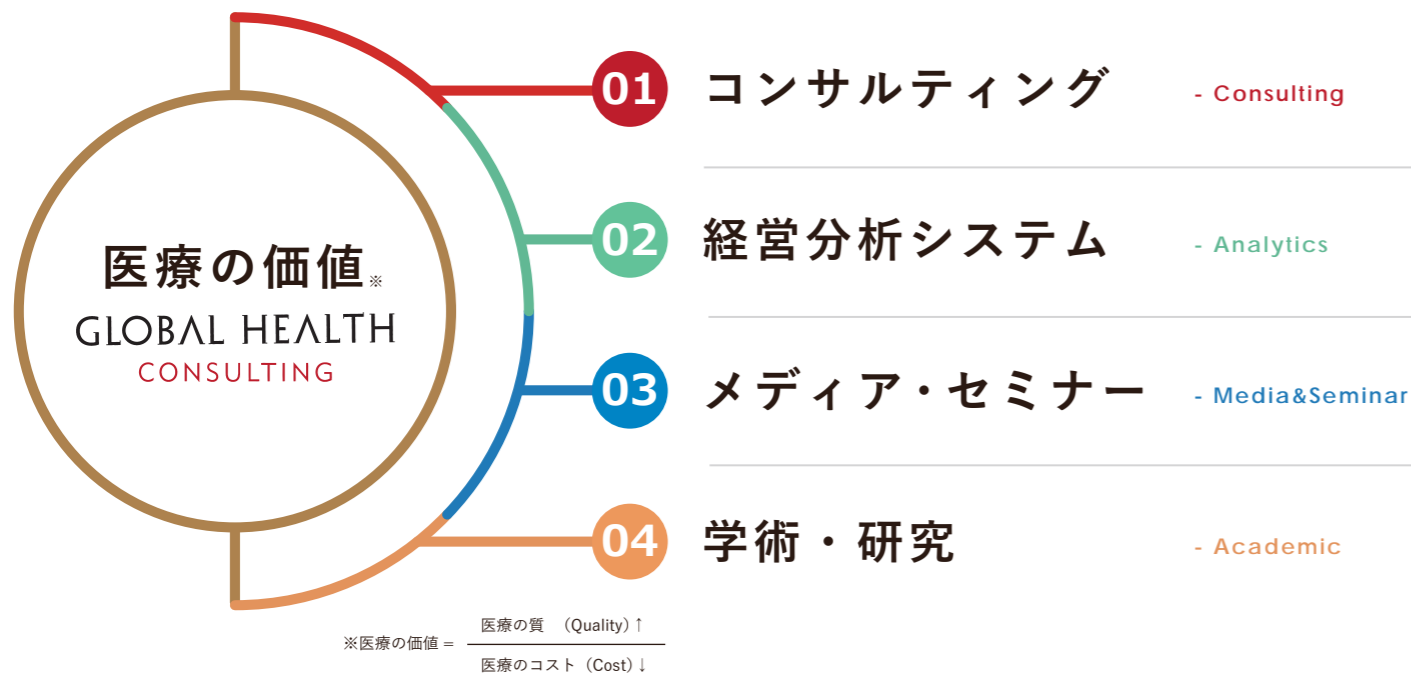 医療の価値※
GLOBAL HEALTH
CONSULTING
01 コンサルティング - Consulting
02 経営分析システム - Analytics
03 メディア・セミナー - Media&Seminar
04 学術・研究 - Academic
※医療の価値 =
医療の質 （Quality）↑
医療のコスト（Cost）↓